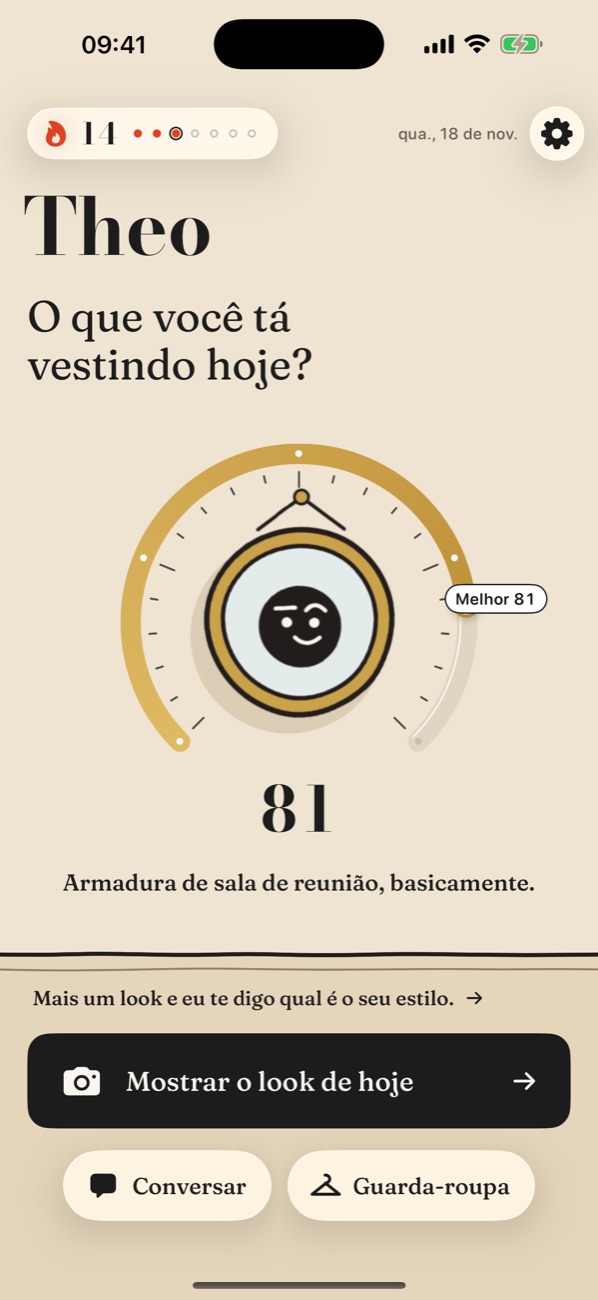 09:41
14
qua., 18 de nov.
Theo
O que você tá
vestindo hoje?
Melhor 81
81
Armadura de sala de reunião, basicamente.
Mais um look e eu te digo qual é o seu estilo. →
Mostrar o look de hoje →
Conversar
Guarda-roupa